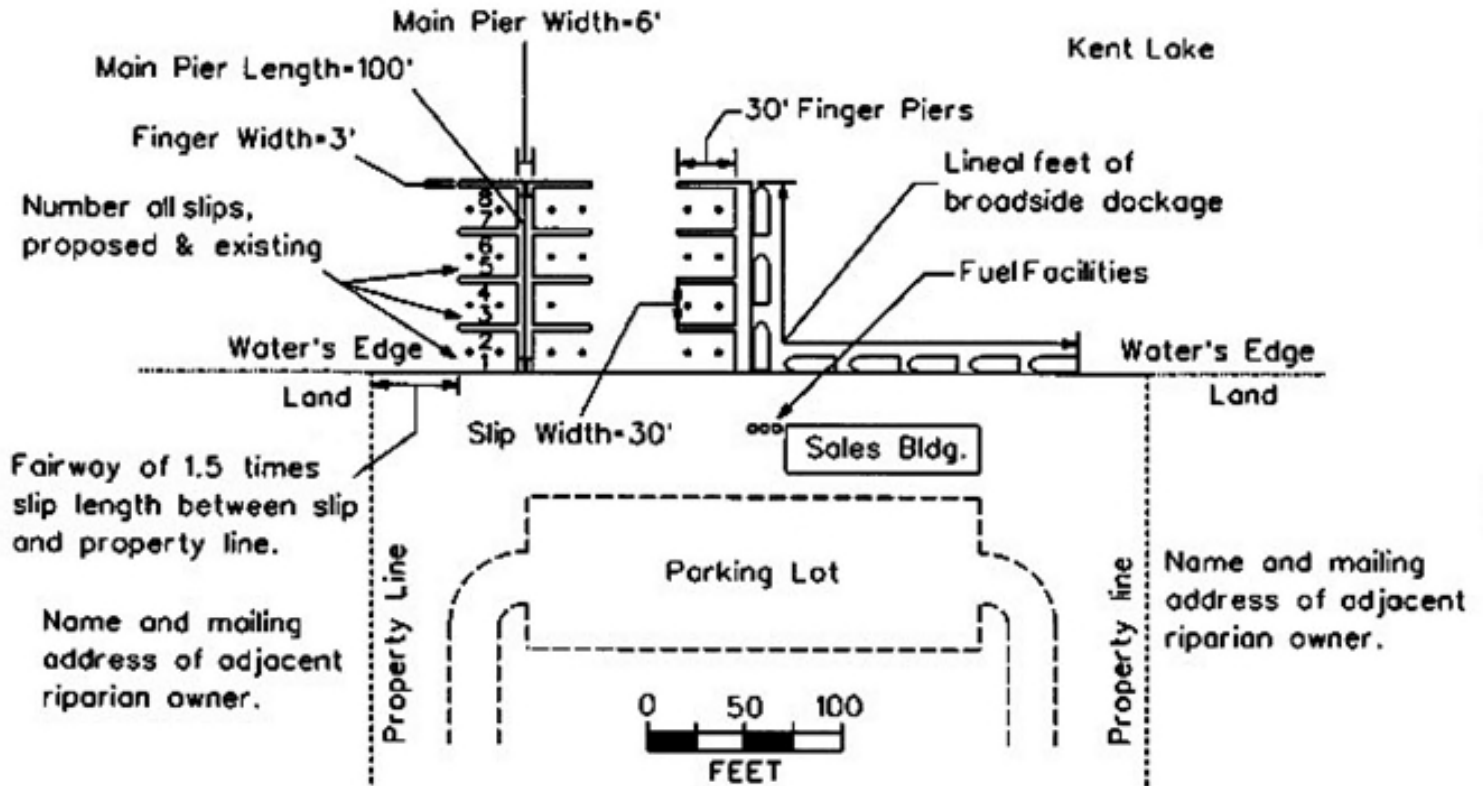 Main Pier Width=6'
Kent Lake
Main Pier Length=100'
30' Finger Piers
Finger Width=3'
Lineal feet of
broadside dockage
Number all slips,
proposed & existing
8
7
6
5
4
3
2
1
Fuel Facilities
Water's Edge
Land
Water's Edge
Land
Slip Width=30'
Sales Bldg.
Fairway of 1.5 times
slip length between slip
and property line.
Parking Lot
Property Line
Property line
Name and mailing
address of adjacent
riparian owner.
Name and mailing
address of adjacent
riparian owner.
0 50 100
FEET